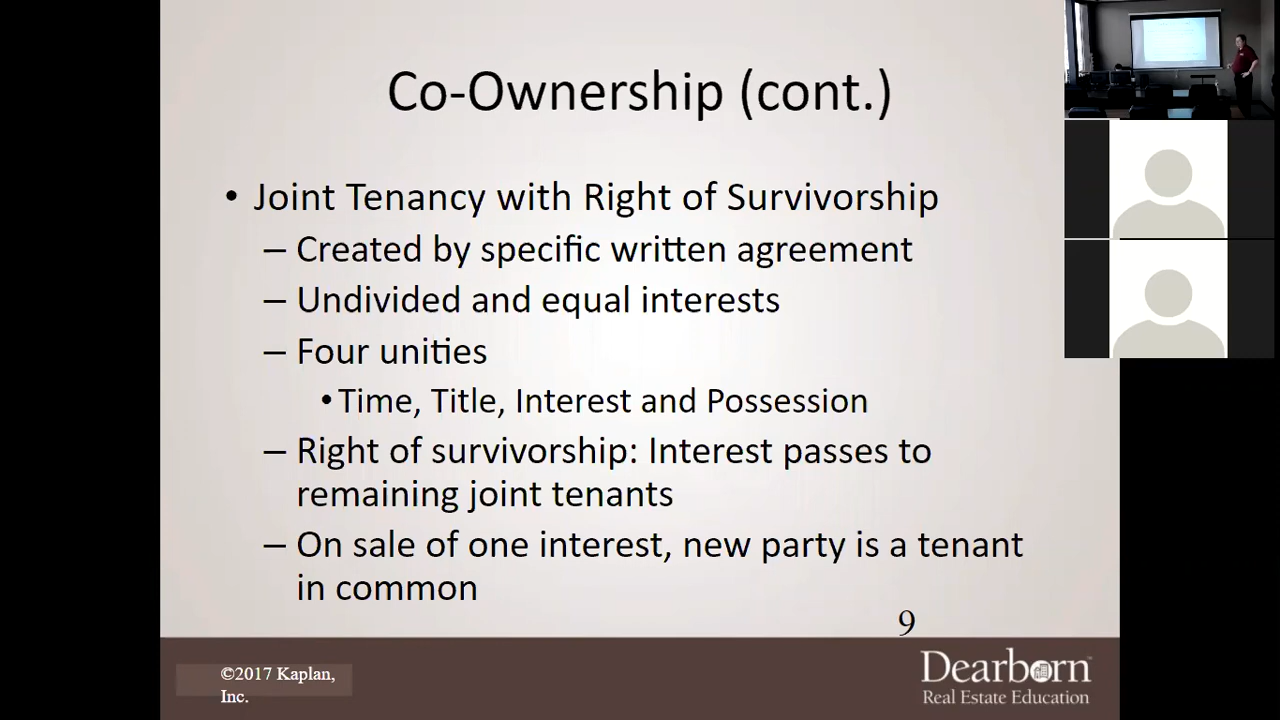 Co-Ownership (cont.)
• Joint Tenancy with Right of Survivorship
– Created by specific written agreement
– Undivided and equal interests
– Four unities
• Time, Title, Interest and Possession
– Right of survivorship: Interest passes to
remaining joint tenants
– On sale of one interest, new party is a tenant
in common
9
©2017 Kaplan,
Inc.
Dearborn™
Real Estate Education